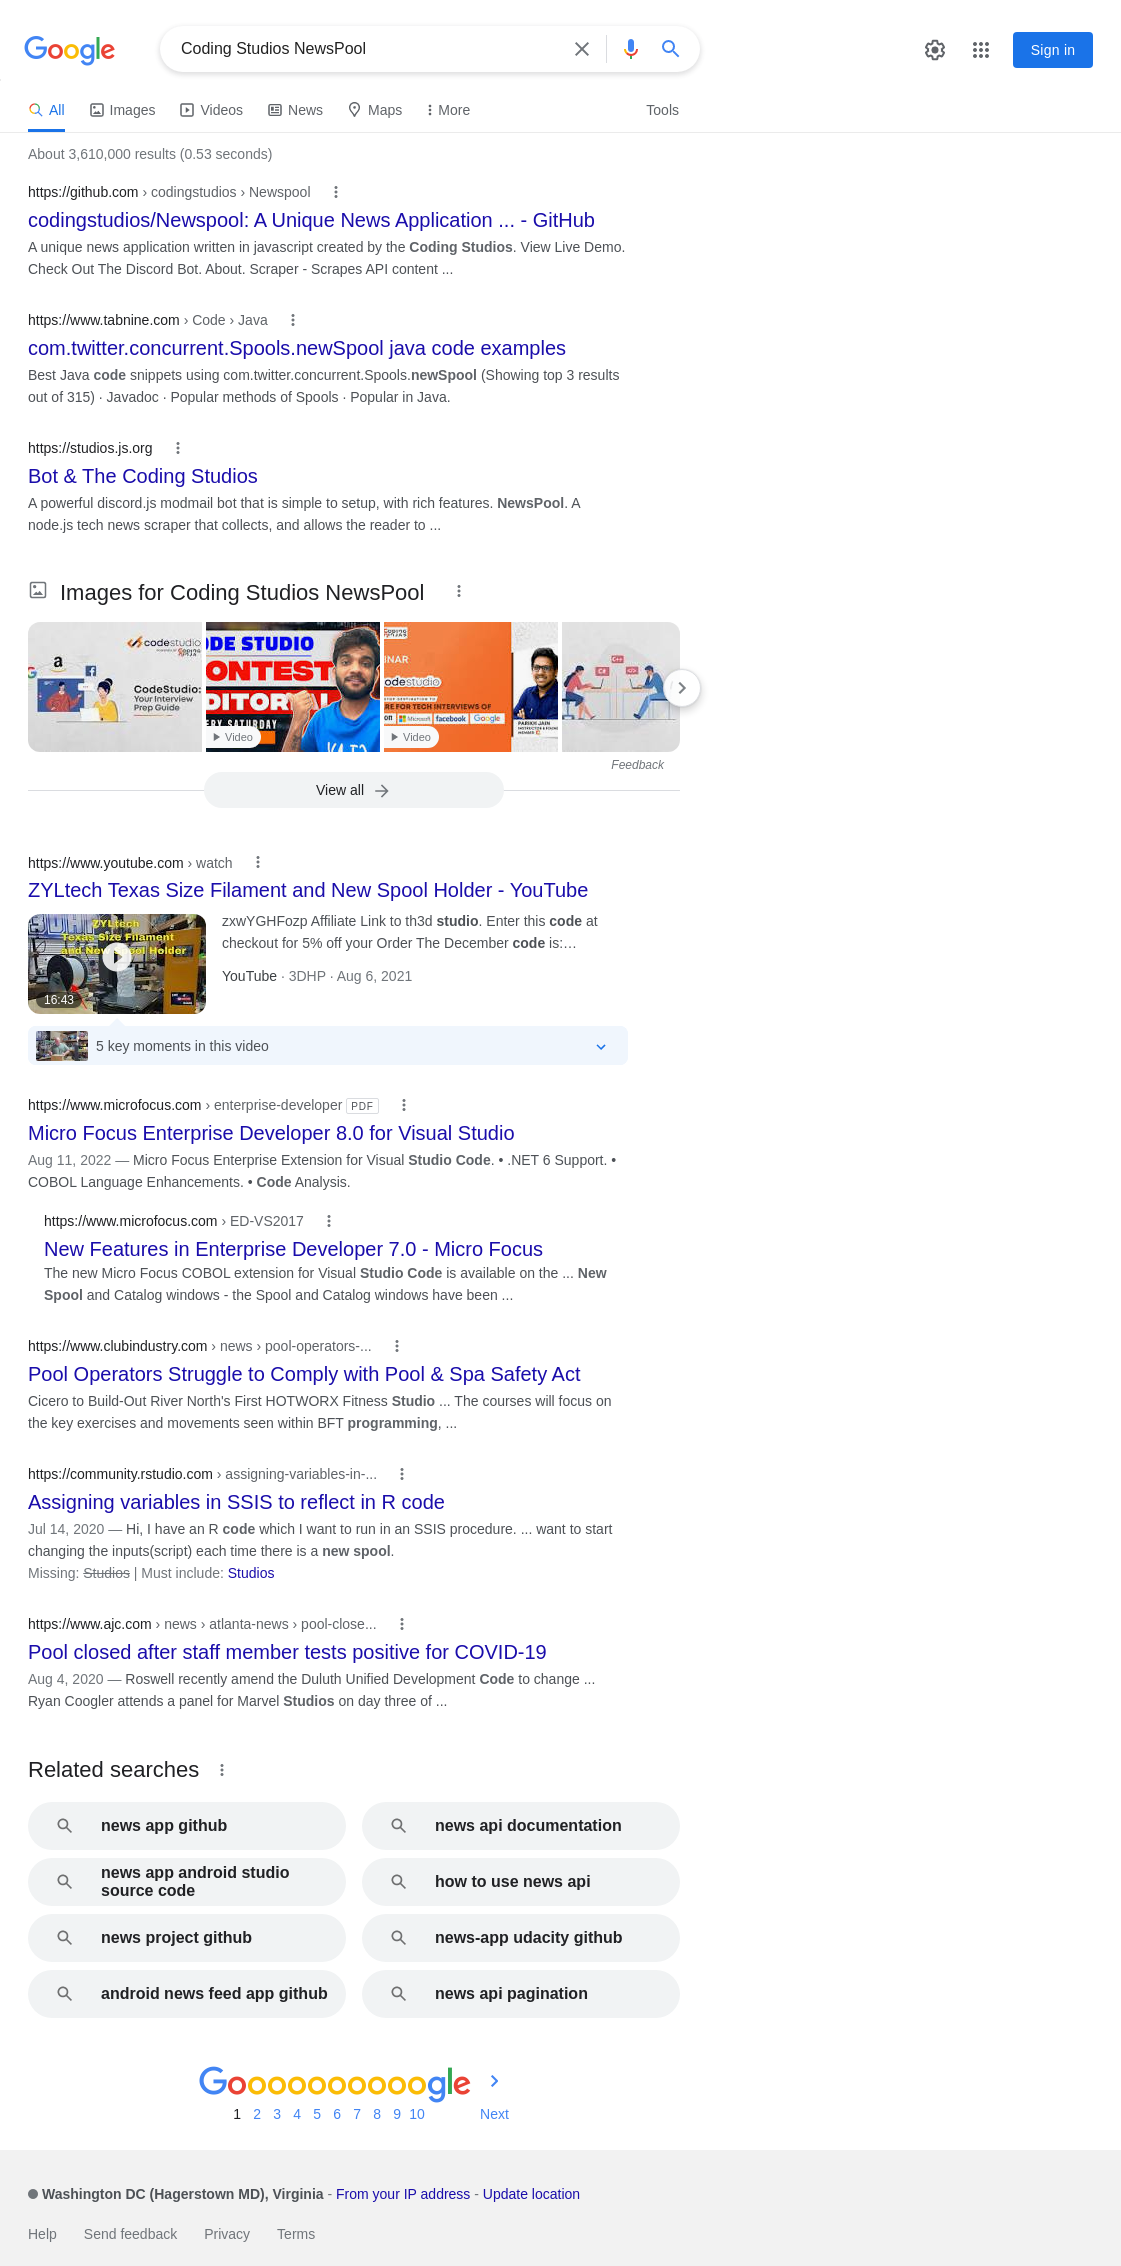 Google
Coding Studios NewsPool
Sign in
All
Images
Videos
News
Maps
More
Tools
About 3,610,000 results (0.53 seconds)
https://github.com › codingstudios › Newspool
codingstudios/Newspool: A Unique News Application ... - GitHub
A unique news application written in javascript created by the Coding Studios. View Live Demo.
Check Out The Discord Bot. About. Scraper - Scrapes API content ...
https://www.tabnine.com › Code › Java
com.twitter.concurrent.Spools.newSpool java code examples
Best Java code snippets using com.twitter.concurrent.Spools.newSpool (Showing top 3 results
out of 315) · Javadoc · Popular methods of Spools · Popular in Java.
https://studios.js.org
Bot & The Coding Studios
A powerful discord.js modmail bot that is simple to setup, with rich features. NewsPool. A
node.js tech news scraper that collects, and allows the reader to ...
Images for Coding Studios NewsPool
codestudio
CodeStudio:
Your Interview
Prep Guide
ODE STUDIO
ONTEST
DITORIAL
ERY SATURDAY
Video
INAR
odestudio
RE FOR TECH INTERVIEWS OF
on Microsoft facebook Google
PARIKH JAIN
Video
C++
C#
</>
Feedback
View all
https://www.youtube.com › watch
ZYLtech Texas Size Filament and New Spool Holder - YouTube
ZYLtech
Texas Size Filament
and New Spool Holder
16:43
zxwYGHFozp Affiliate Link to th3d studio. Enter this code at
checkout for 5% off your Order The December code is:...
YouTube · 3DHP · Aug 6, 2021
5 key moments in this video
https://www.microfocus.com › enterprise-developer PDF
Micro Focus Enterprise Developer 8.0 for Visual Studio
Aug 11, 2022 — Micro Focus Enterprise Extension for Visual Studio Code. • .NET 6 Support. •
COBOL Language Enhancements. • Code Analysis.
https://www.microfocus.com › ED-VS2017
New Features in Enterprise Developer 7.0 - Micro Focus
The new Micro Focus COBOL extension for Visual Studio Code is available on the ... New
Spool and Catalog windows - the Spool and Catalog windows have been ...
https://www.clubindustry.com › news › pool-operators-...
Pool Operators Struggle to Comply with Pool & Spa Safety Act
Cicero to Build-Out River North's First HOTWORX Fitness Studio ... The courses will focus on
the key exercises and movements seen within BFT programming, ...
https://community.rstudio.com › assigning-variables-in-...
Assigning variables in SSIS to reflect in R code
Jul 14, 2020 — Hi, I have an R code which I want to run in an SSIS procedure. ... want to start
changing the inputs(script) each time there is a new spool.
Missing: Studios | Must include: Studios
https://www.ajc.com › news › atlanta-news › pool-close...
Pool closed after staff member tests positive for COVID-19
Aug 4, 2020 — Roswell recently amend the Duluth Unified Development Code to change ...
Ryan Coogler attends a panel for Marvel Studios on day three of ...
Related searches
news app github
news api documentation
news app android studio
source code
how to use news api
news project github
news-app udacity github
android news feed app github
news api pagination
Goooooooooogle
1 2 3 4 5 6 7 8 9 10 Next
Washington DC (Hagerstown MD), Virginia - From your IP address - Update location
Help Send feedback Privacy Terms